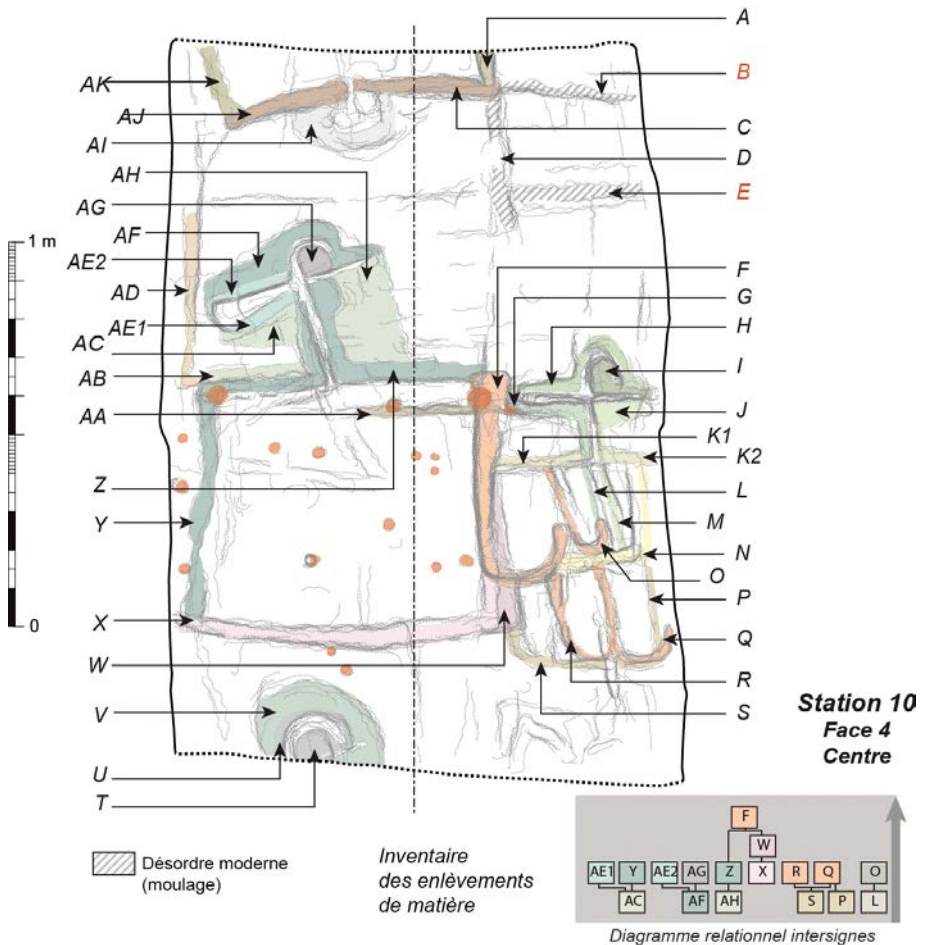 A
AK
B
AJ
C
AI
D
AH
E
AG
1 m
AF
AE2
F
AD
G
AE1
H
AC
I
AB
J
AA
K1
K2
Z
L
Y
M
N
O
P
X
Q
W
R
V
S
Station 10
Face 4
Centre
U
T
0
Désordre moderne
(moulage)
Inventaire
des enlèvements
de matière
F
W
AE1 Y AE2 AG Z X R Q O
AC AF AH S P L
Diagramme relationnel intersignes